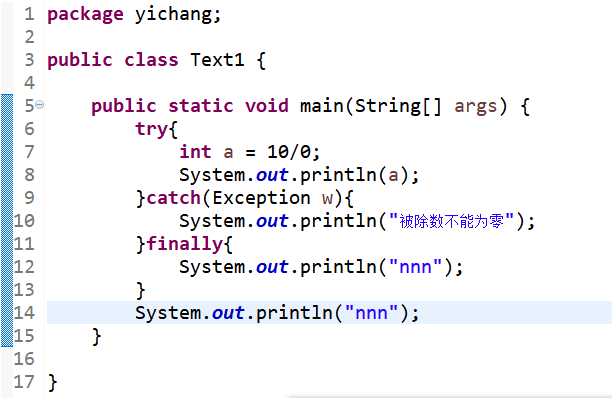 1 package yichang;
2
3 public class Text1 {
4
5     public static void main(String[] args) {
6         try{
7             int a = 10/0;
8             System.out.println(a);
9         }catch(Exception w){
10             System.out.println("被除数不能为零");
11         }finally{
12             System.out.println("nnn");
13         }
14         System.out.println("nnn");
15     }
16
17 }